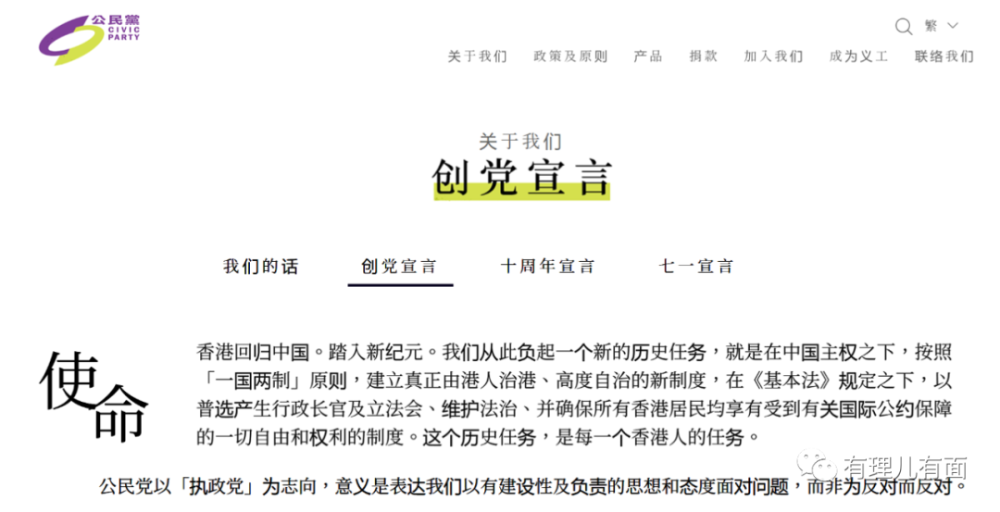 公民黨
CIVIC
PARTY
繁
关于我们 政策及原则 产品 捐款 加入我们 成为义工 联络我们
关于我们
创党宣言
我们的话 创党宣言 十周年宣言 七一宣言
使命
香港回归中国。踏入新纪元。我们从此负起一个新的历史任务，就是在中国主权之下，按照
「一国两制」原则，建立真正由港人治港、高度自治的新制度，在《基本法》规定之下，以
普选产生行政长官及立法会、维护法治、并确保所有香港居民均享有受到有关国际公约保障
的一切自由和权利的制度。这个历史任务，是每一个香港人的任务。
公民党以「执政党」为志向，意义是表达我们以有建设性及负责的思想和态度面对问题，而非为反对而反对。
有理儿有面